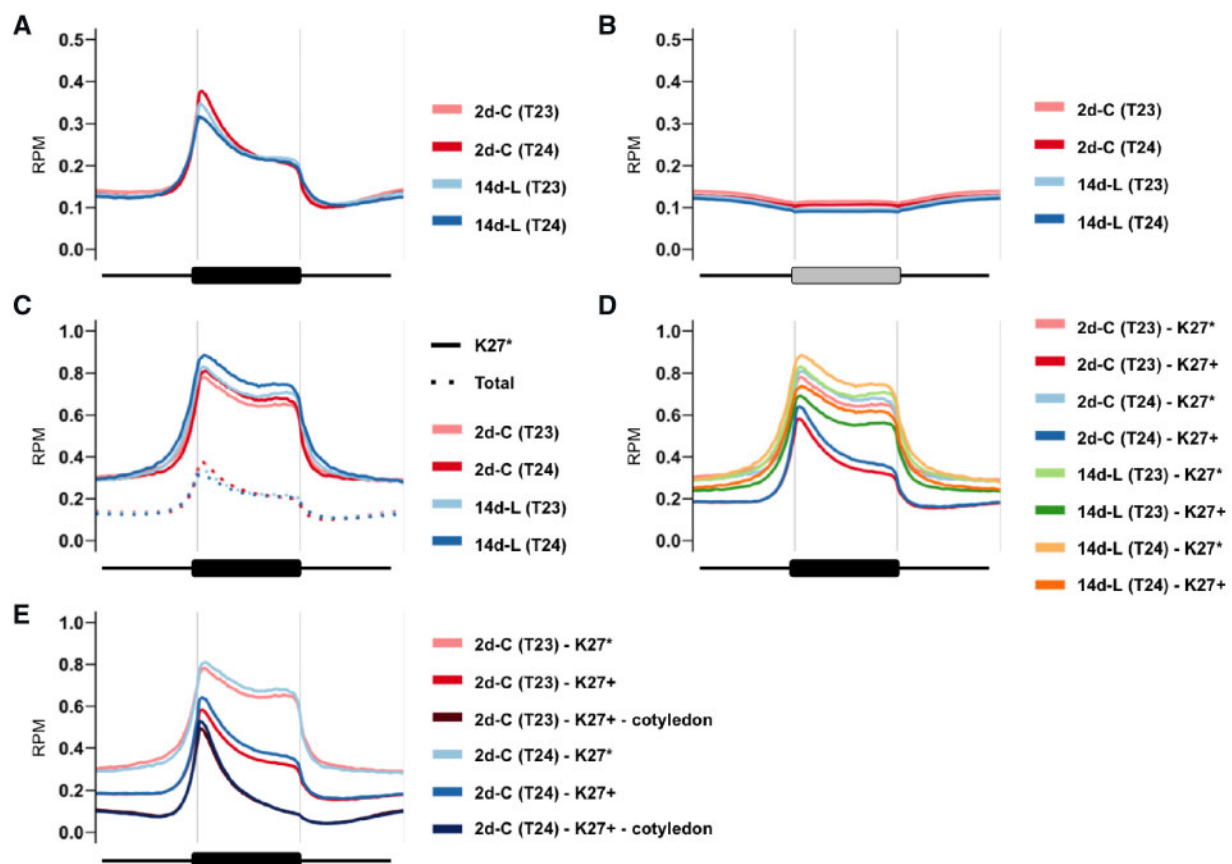 A
RPM
0.5
0.4
0.3
0.2
0.1
0.0
2d-C (T23)
2d-C (T24)
14d-L (T23)
14d-L (T24)
B
RPM
0.5
0.4
0.3
0.2
0.1
0.0
2d-C (T23)
2d-C (T24)
14d-L (T23)
14d-L (T24)
C
RPM
1.0
0.8
0.6
0.4
0.2
0.0
K27*
Total
2d-C (T23)
2d-C (T24)
14d-L (T23)
14d-L (T24)
D
RPM
1.0
0.8
0.6
0.4
0.2
0.0
2d-C (T23) - K27*
2d-C (T23) - K27+
2d-C (T24) - K27*
2d-C (T24) - K27+
14d-L (T23) - K27*
14d-L (T23) - K27+
14d-L (T24) - K27*
14d-L (T24) - K27+
E
RPM
1.0
0.8
0.6
0.4
0.2
0.0
2d-C (T23) - K27*
2d-C (T23) - K27+
2d-C (T23) - K27+ - cotyledon
2d-C (T24) - K27*
2d-C (T24) - K27+
2d-C (T24) - K27+ - cotyledon